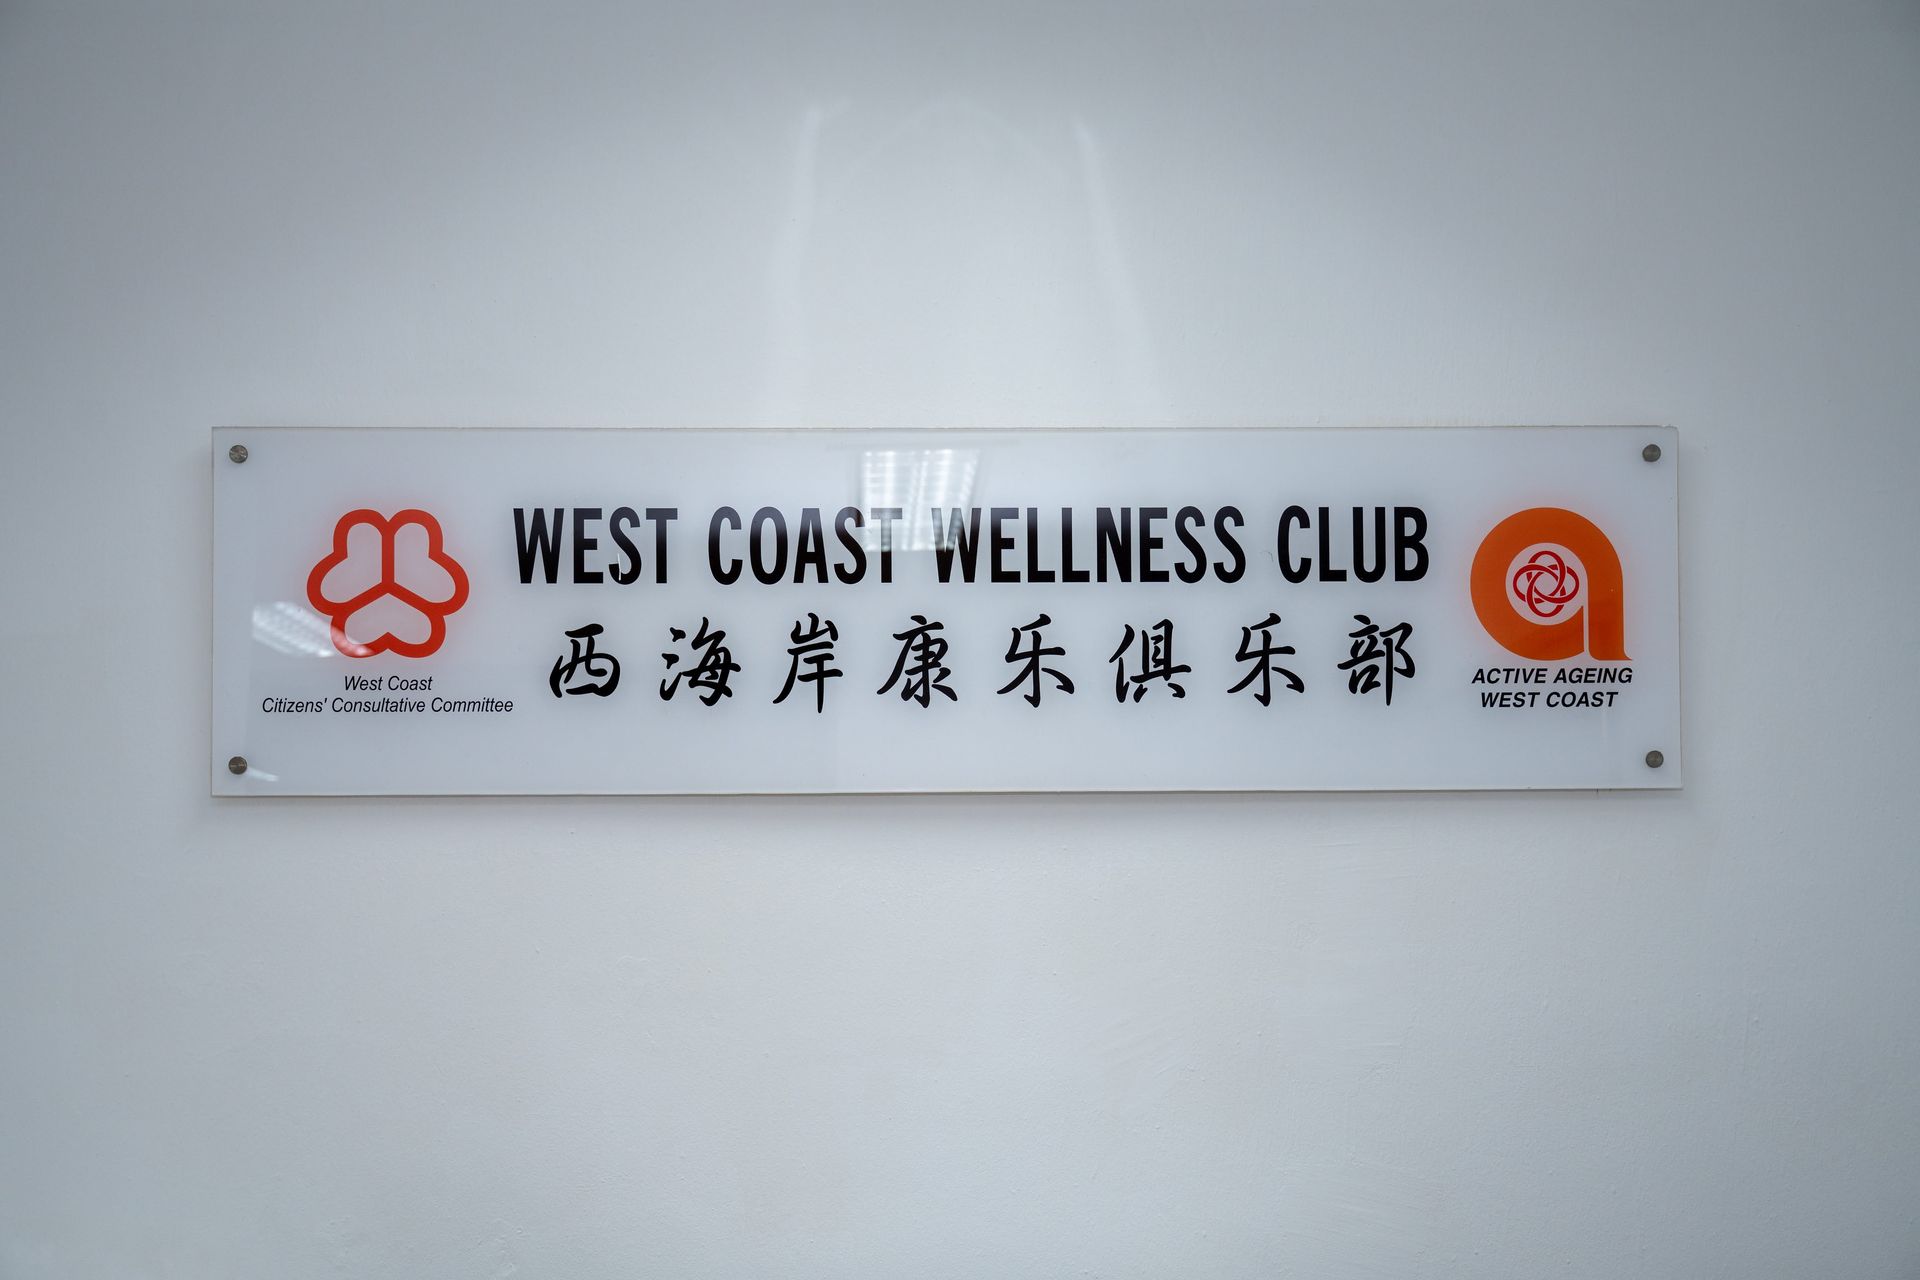 WEST COAST WELLNESS CLUB
西海岸康乐俱乐部
West Coast
Citizens' Consultative Committee
ACTIVE AGEING
WEST COAST